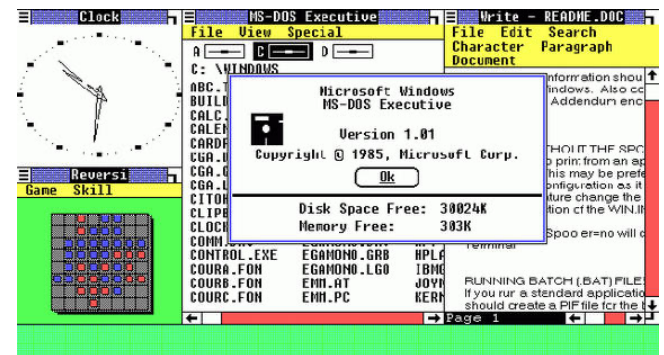 Clock
Reversi
Game Skill
MS-DOS Executive
File View Special
A C D
C: \WINDOWS
ABC.T
BUILD
CALC.
CALEN
CARDF
CGA.D
CGA.G
CGA.L
CITOH
CLIPB
CLOCK
COMM.
CONTROL.EXE EGAMONO.GRB HPLA
COURA.FON EGAMONO.LGO IBMG
COURB.FON EMM.AT JOYM
COURC.FON EMM.PC KERN
Microsoft Windows
MS-DOS Executive
Version 1.01
Copyright © 1985, Microsoft Corp.
Ok
Disk Space Free: 30024K
Memory Free: 303K
Write - README.DOC
File Edit Search
Character Paragraph
Document
information shou
indows. Also co
Addendum enc
THOUT THE SPO
o print from an ap
his may be prefe
onfiguration as it
ture change the
tion of the WIN.IN
Spooler=no will d
Terminal
RUNNING BATCH (.BAT) FILES
If you run a standard applicatio
should create a PIF file for the b
Page 1